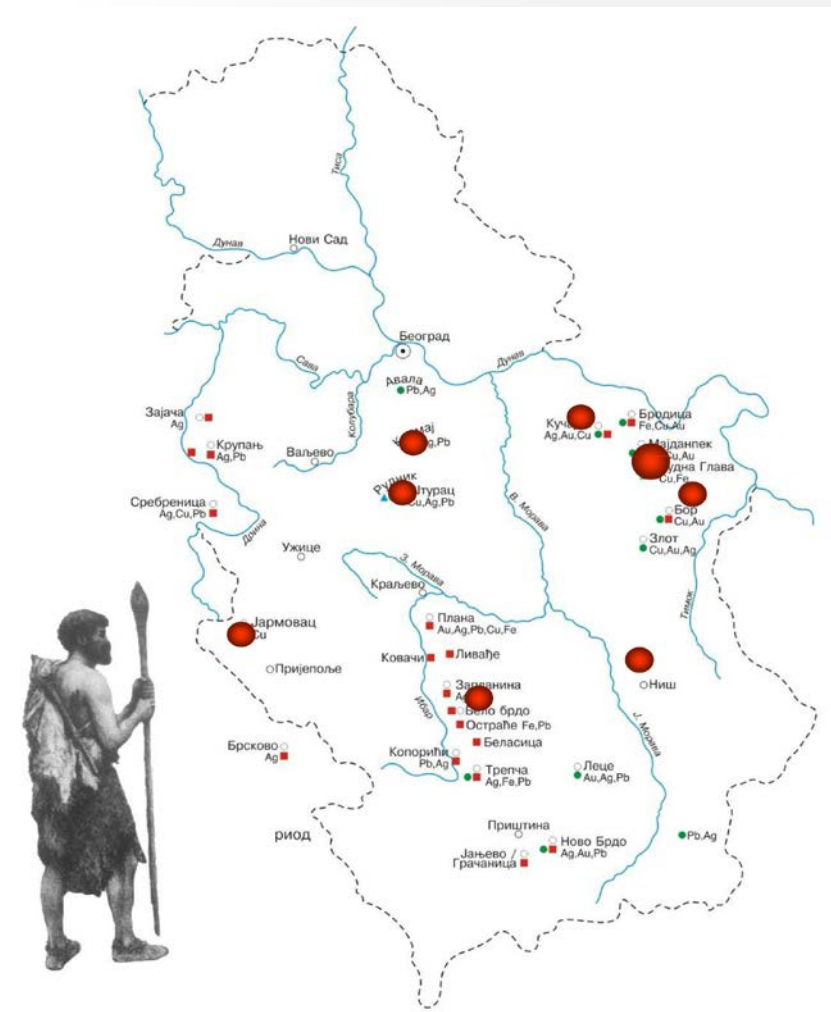 Тиса
Дунав
Нови Сад
Београд
Сава
Дунав
Авала
Pb,Ag
Колубара
Зајача
Ag
Крупањ
Ag,Pb
Ваљево
Бродица
Fe,Cu,Au
Ag,Au,Cu
Мајданпек
Cu,Au
Глава
Cu,Fe
Рудник
Cu,Ag,Pb
Сребреница
Ag,Cu,Pb
Дрина
В. Морава
Бор
Cu,Au
Злот
Cu,Au,Ag
Ужице
З. Морава
Краљево
Тимок
Јармовац
Cu
Плана
Au,Ag,Pb,Cu,Fe
Ковачи
Ливађе
Пријепоље
Ниш
Ибар
Бело брдо
Остраће Fe,Pb
Ј. Морава
Брсково
Ag
Беласица
Копорићи
Pb,Ag
Трепча
Ag,Fe,Pb
Леце
Au,Ag,Pb
риод
Приштина
Ново Брдо
Ag,Au,Pb
Pb,Ag
Јањево /
Грачаница